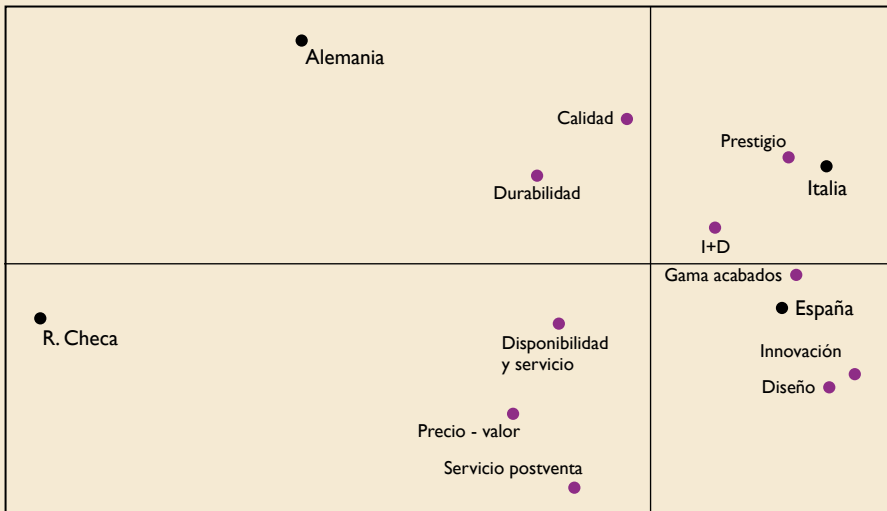 Alemania
Calidad
Prestigio
Durabilidad
Italia
I+D
Gama acabados
España
R. Checa
Disponibilidad
y servicio
Innovación
Diseño
Precio - valor
Servicio postventa